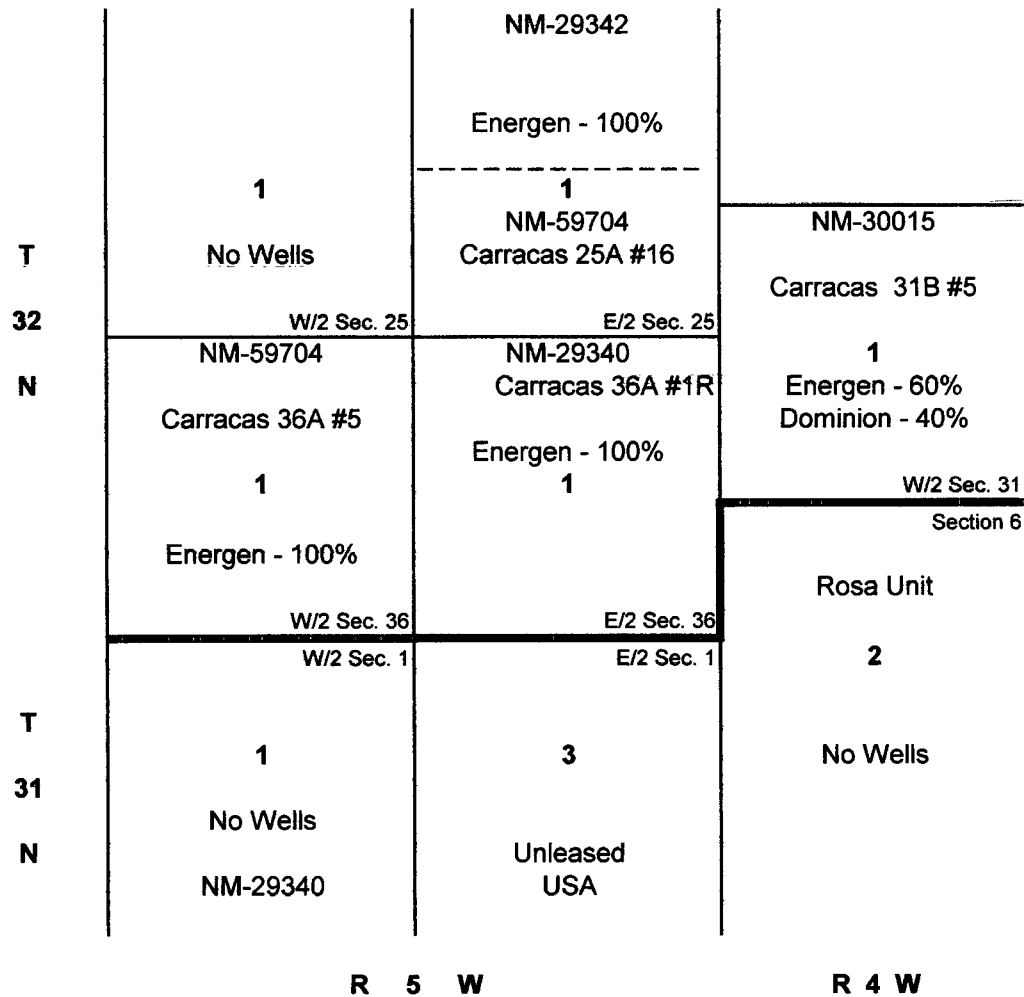 NM-29342
Energen - 100%
1
No Wells
W/2 Sec. 25
1
NM-59704
Carracas 25A #16
E/2 Sec. 25
NM-30015
Carracas 31B #5
1
Energen - 60%
Dominion - 40%
W/2 Sec. 31
T
32
N
NM-59704
Carracas 36A #5
1
Energen - 100%
W/2 Sec. 36
NM-29340
Carracas 36A #1R
Energen - 100%
1
E/2 Sec. 36
Section 6
Rosa Unit
2
No Wells
T
31
N
W/2 Sec. 1
1
No Wells
NM-29340
E/2 Sec. 1
3
Unleased
USA
R 5 W
R 4 W